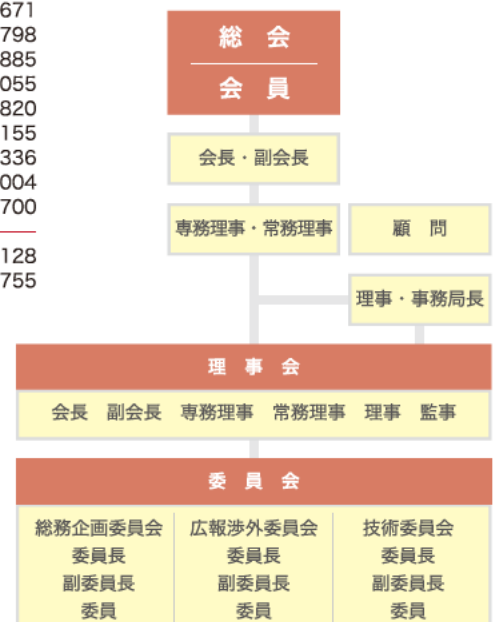 671
798
885
055
820
155
336
004
700
128
755
総 会
会 員
会長・副会長
専務理事・常務理事
顧 問
理事・事務局長
理 事 会
会長 副会長 専務理事 常務理事 理事 監事
委 員 会
総務企画委員会
委員長
副委員長
委員
広報渉外委員会
委員長
副委員長
委員
技術委員会
委員長
副委員長
委員